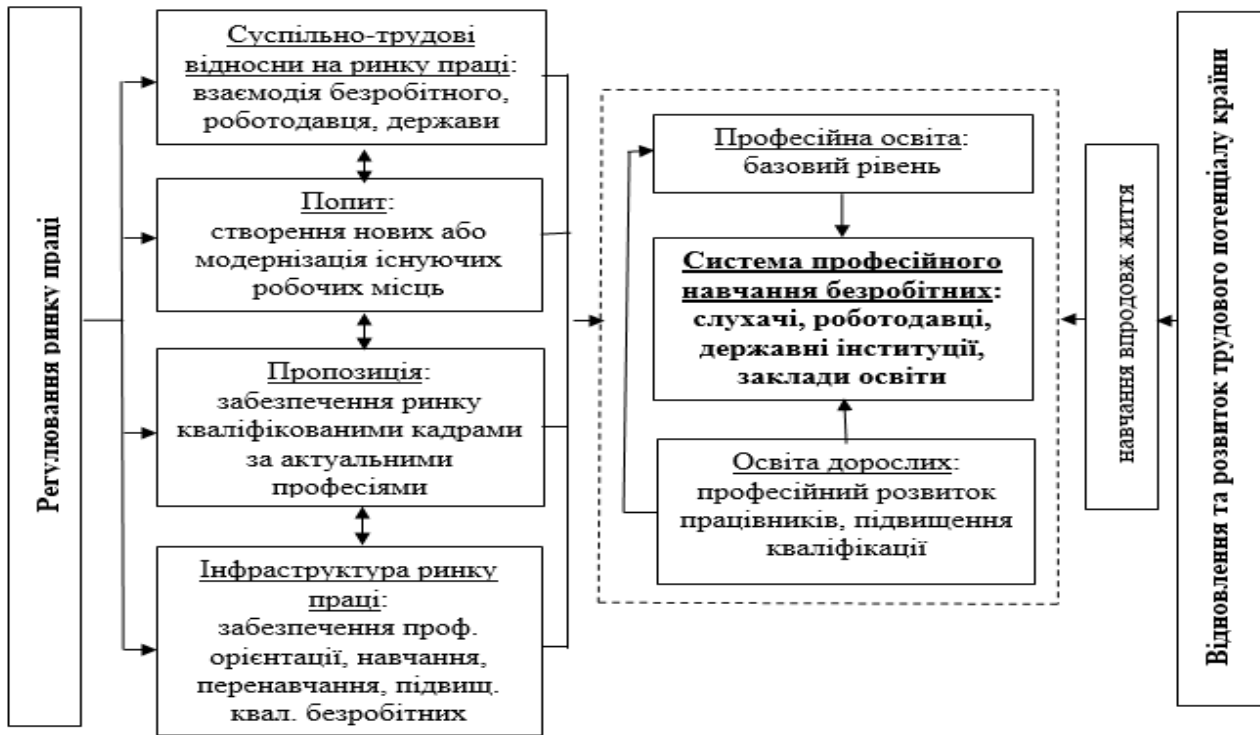 Регулювання ринку праці
Суспільно-трудові
відносни на ринку праці:
взаємодія безробітного,
роботодавця, держави
Попит:
створення нових або
модернізація існуючих
робочих місць
Пропозиція:
забезпечення ринку
кваліфікованими кадрами
за актуальними
професіями
Інфраструктура ринку
праці:
забезпечення проф.
орієнтації, навчання,
перенавчання, підвищ.
квал. безробітних
Професійна освіта:
базовий рівень
Система професійного
навчання безробітних:
слухачі, роботодавці,
державні інституції,
заклади освіти
Освіта дорослих:
професійний розвиток
працівників, підвищення
кваліфікації
навчання впродовж життя
Відновлення та розвиток трудового потенціалу країни